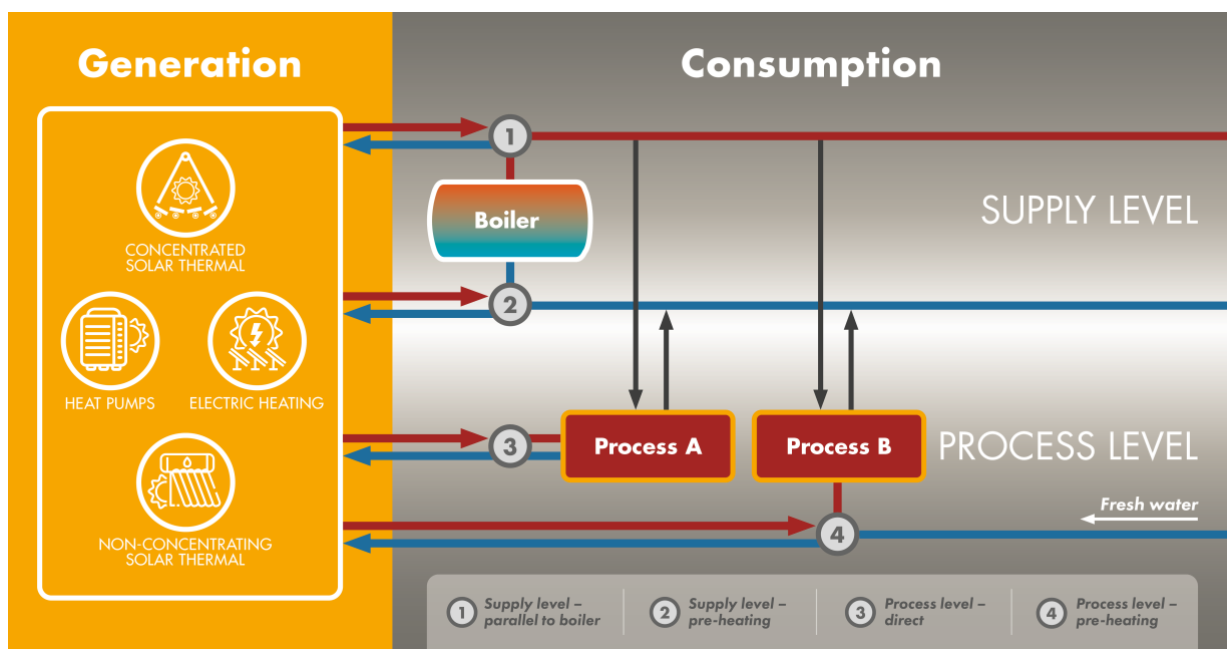 Generation
Consumption
1
CONCENTRATED
SOLAR THERMAL
Boiler
SUPPLY LEVEL
2
HEAT PUMPS
ELECTRIC HEATING
3
Process A
Process B
PROCESS LEVEL
Fresh water
4
NON-CONCENTRATING
SOLAR THERMAL
1
Supply level –
parallel to boiler
2
Supply level –
pre-heating
3
Process level –
direct
4
Process level –
pre-heating